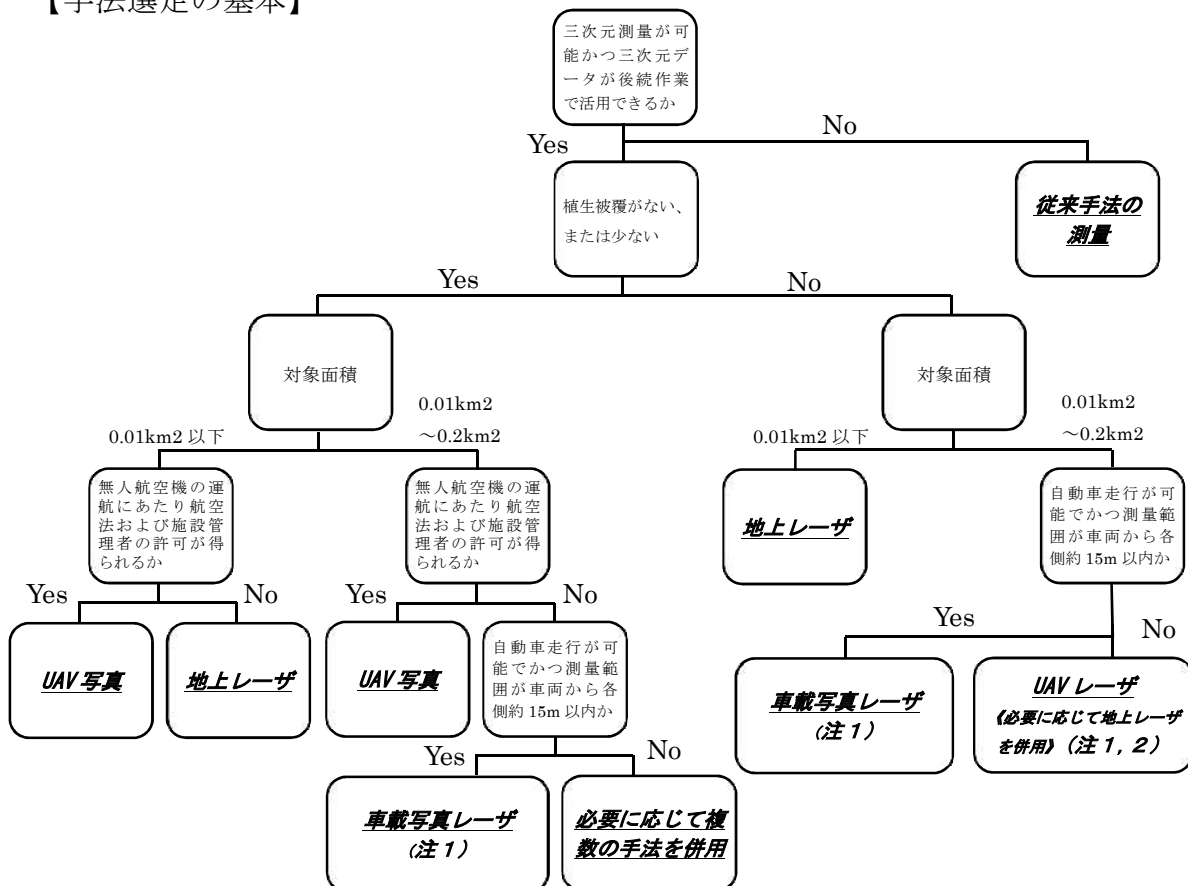 【手法選定の基本】
三次元測量が可
能かつ三次元デ
ータが後続作業
で活用できるか
Yes
No
植生被覆がない、
または少ない
従来手法の
測量
Yes
No
対象面積
対象面積
0.01km2 以下
0.01km2
～0.2km2
0.01km2 以下
0.01km2
～0.2km2
無人航空機の運
航にあたり航空
法および施設管
理者の許可が得
られるか
無人航空機の運
航にあたり航空
法および施設管
理者の許可が得
られるか
地上レーザ
自動車走行が可
能でかつ測量範
囲が車両から各
側約 15m 以内か
Yes
No
Yes
No
Yes
No
UAV 写真
地上レーザ
UAV 写真
自動車走行が可
能でかつ測量範
囲が車両から各
側約 15m 以内か
車載写真レーザ
(注 1)
UAV レーザ
《必要に応じて地上レーザ
を併用》(注 1, 2)
Yes
No
車載写真レーザ
(注 1)
必要に応じて複
数の手法を併用